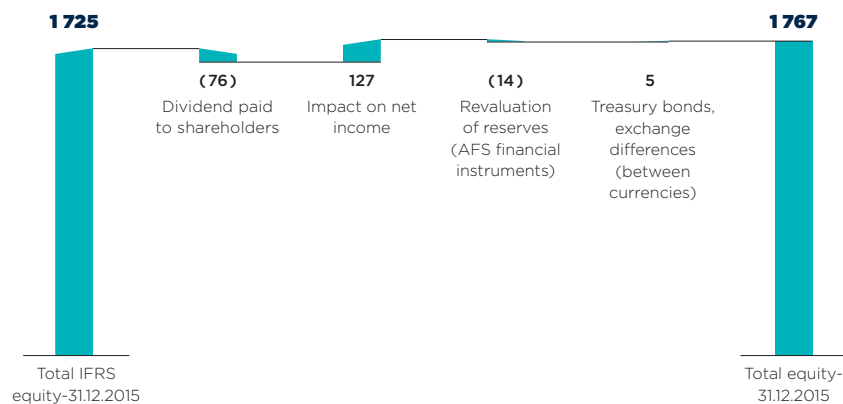 1 725
1 767
(76)
Dividend paid
to shareholders
127
Impact on net
income
(14)
Revaluation
of reserves
(AFS financial
instruments)
5
Treasury bonds,
exchange
differences
(between
currencies)
Total IFRS
equity-31.12.2015
Total equity-
31.12.2015